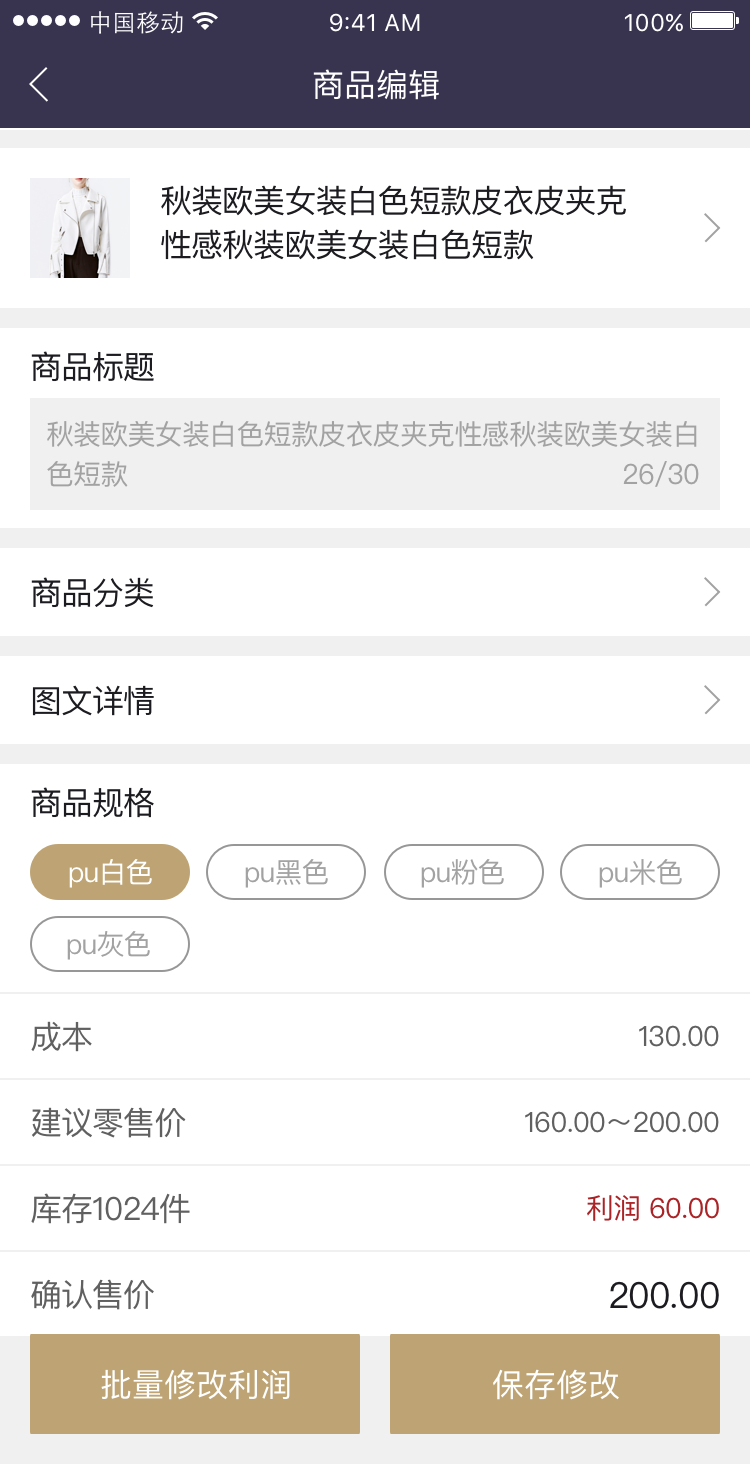 中国移动 9:41 AM 100%
商品编辑
秋装欧美女装白色短款皮衣皮夹克
性感秋装欧美女装白色短款
商品标题
秋装欧美女装白色短款皮衣皮夹克性感秋装欧美女装白
色短款 26/30
商品分类
图文详情
商品规格
pu白色 pu黑色 pu粉色 pu米色
pu灰色
成本 130.00
建议零售价 160.00～200.00
库存1024件 利润 60.00
确认售价 200.00
批量修改利润 保存修改